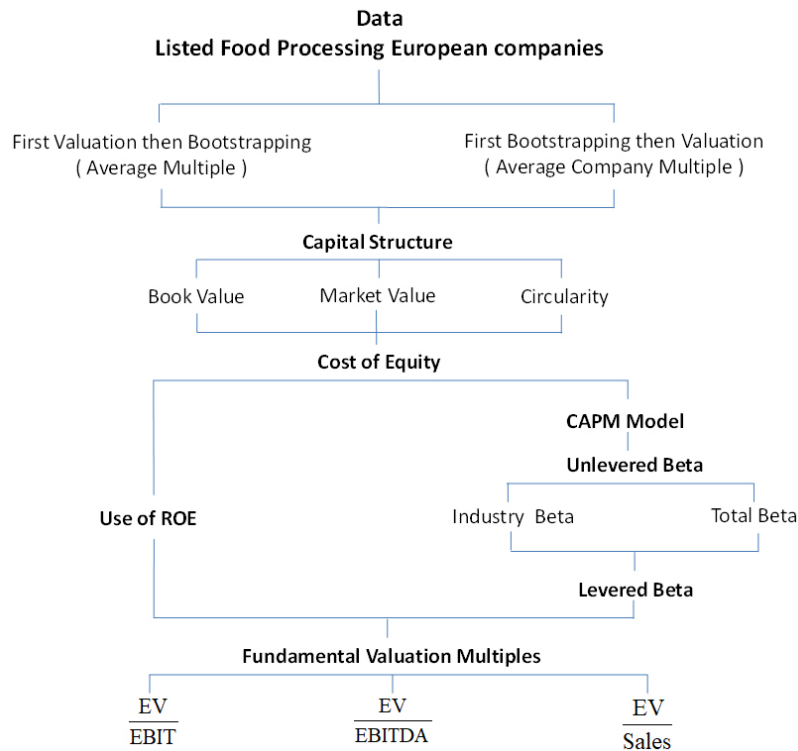 Data
Listed Food Processing European companies
First Valuation then Bootstrapping
( Average Multiple )
First Bootstrapping then Valuation
( Average Company Multiple )
Capital Structure
Book Value
Market Value
Circularity
Cost of Equity
CAPM Model
Unlevered Beta
Use of ROE
Industry Beta
Total Beta
Levered Beta
Fundamental Valuation Multiples
EV
EBIT
EV
EBITDA
EV
Sales